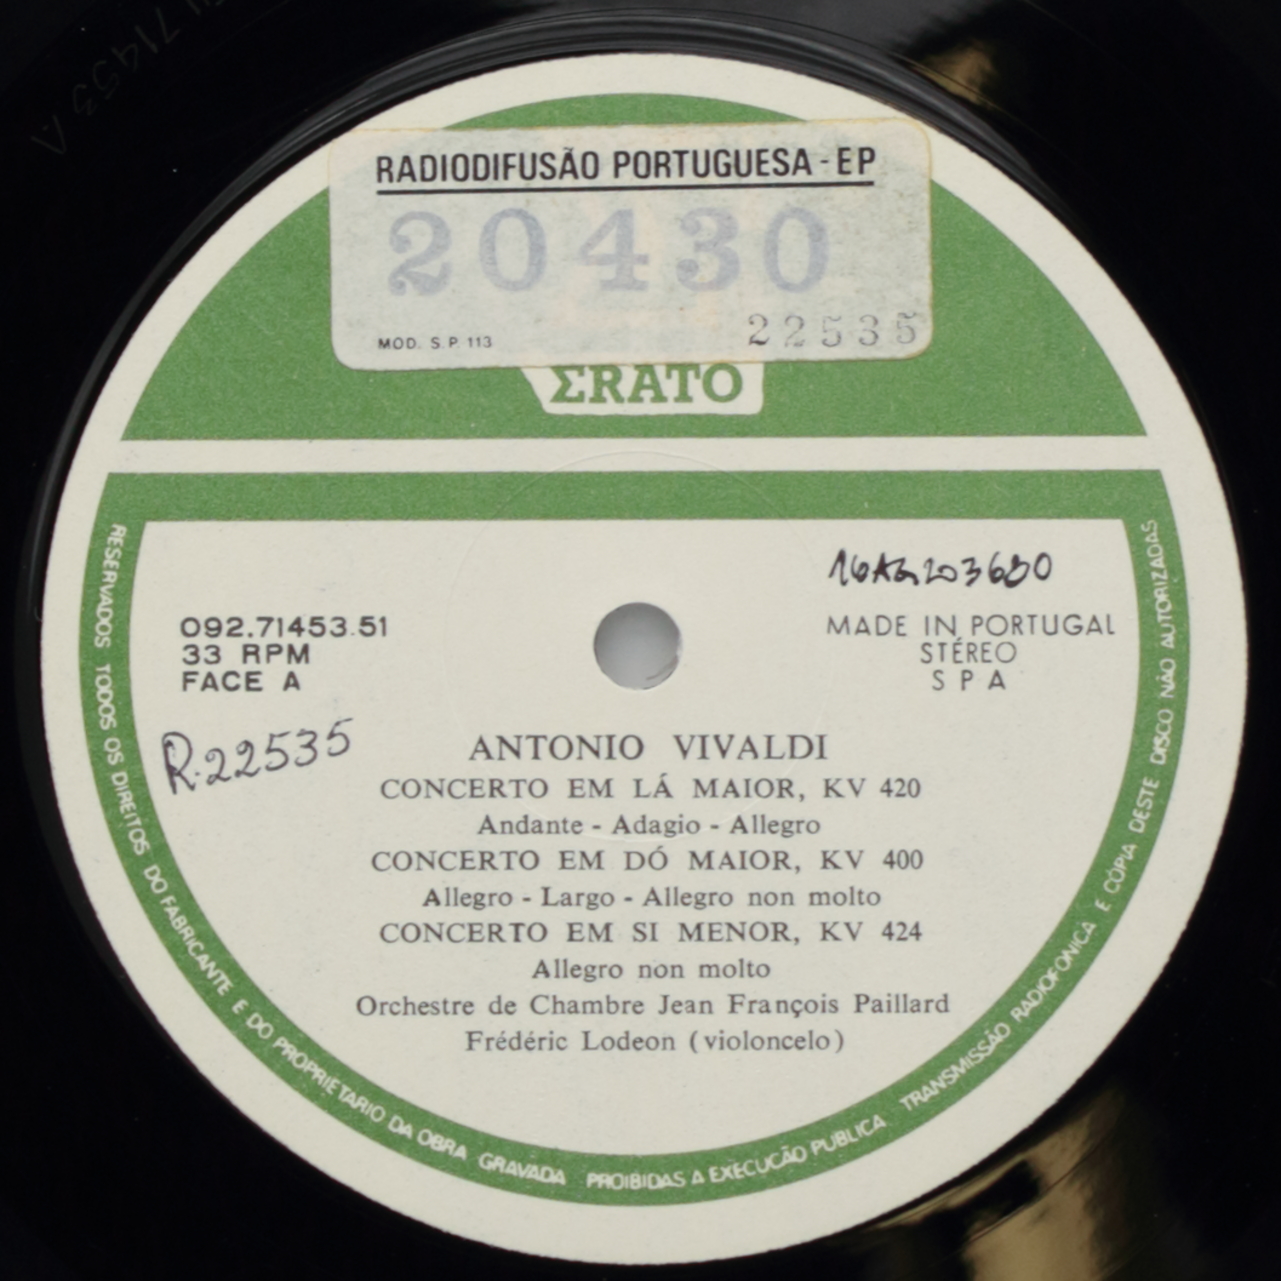 RADIODIFUSÃO PORTUGUESA - EP
20430
MOD. S.P. 113
22535
ΣRATO
092.71453.51
33 RPM
FACE A
MADE IN PORTUGAL
STÉREO
SPA
R.22535
ANTONIO VIVALDI
CONCERTO EM LÁ MAIOR, KV 420
Andante - Adagio - Allegro
CONCERTO EM DÓ MAIOR, KV 400
Allegro - Largo - Allegro non molto
CONCERTO EM SI MENOR, KV 424
Allegro non molto
Orchestre de Chambre Jean François Paillard
Frédéric Lodeon (violoncelo)
RESERVADOS TODOS OS DIREITOS DO FABRICANTE E DO PROPRIETARIO DA OBRA GRAVADA PROIBIDAS A EXECUCÃO PUBLICA TRANSMISSÃO RADIOFONICA E CÓPIA DESTE DISCO NÃO AUTORIZADAS
71453 A